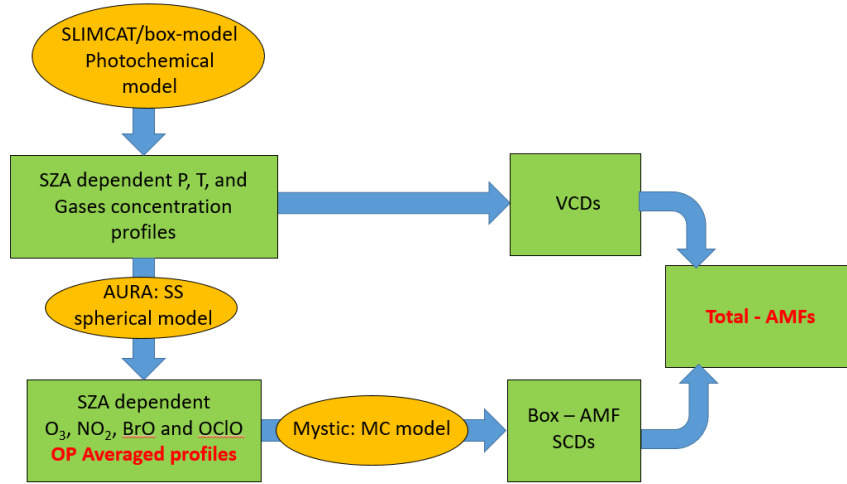 SLIMCAT/box-model
Photochemical
model
SZA dependent P, T, and
Gases concentration
profiles
VCDs
AURA: SS
spherical model
Total - AMFs
SZA dependent
O₃, NO₂, BrO and OClO
OP Averaged profiles
Mystic: MC model
Box – AMF
SCDs